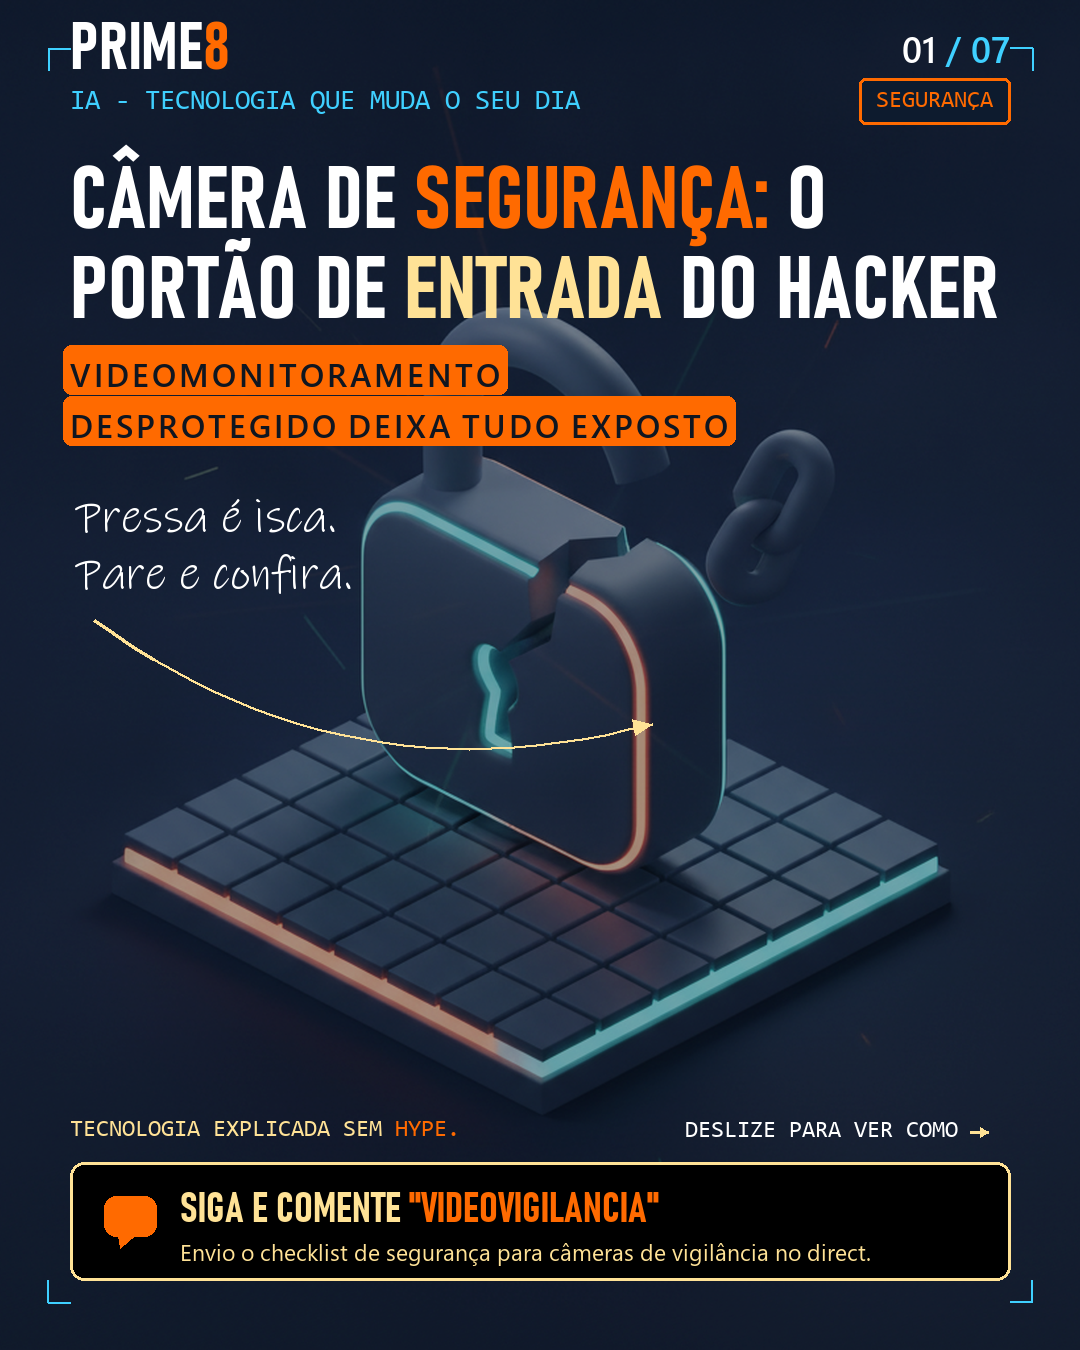 PRIME8
01 / 07
IA - TECNOLOGIA QUE MUDA O SEU DIA
SEGURANÇA
CÂMERA DE SEGURANÇA: O
PORTÃO DE ENTRADA DO HACKER
VIDEOMONITORAMENTO
DESPROTEGIDO DEIXA TUDO EXPOSTO
Pressa é isca.
Pare e confira.
TECNOLOGIA EXPLICADA SEM HYPE.
DESLIZE PARA VER COMO →
SIGA E COMENTE "VIDEOVIGILANCIA"
Envio o checklist de segurança para câmeras de vigilância no direct.